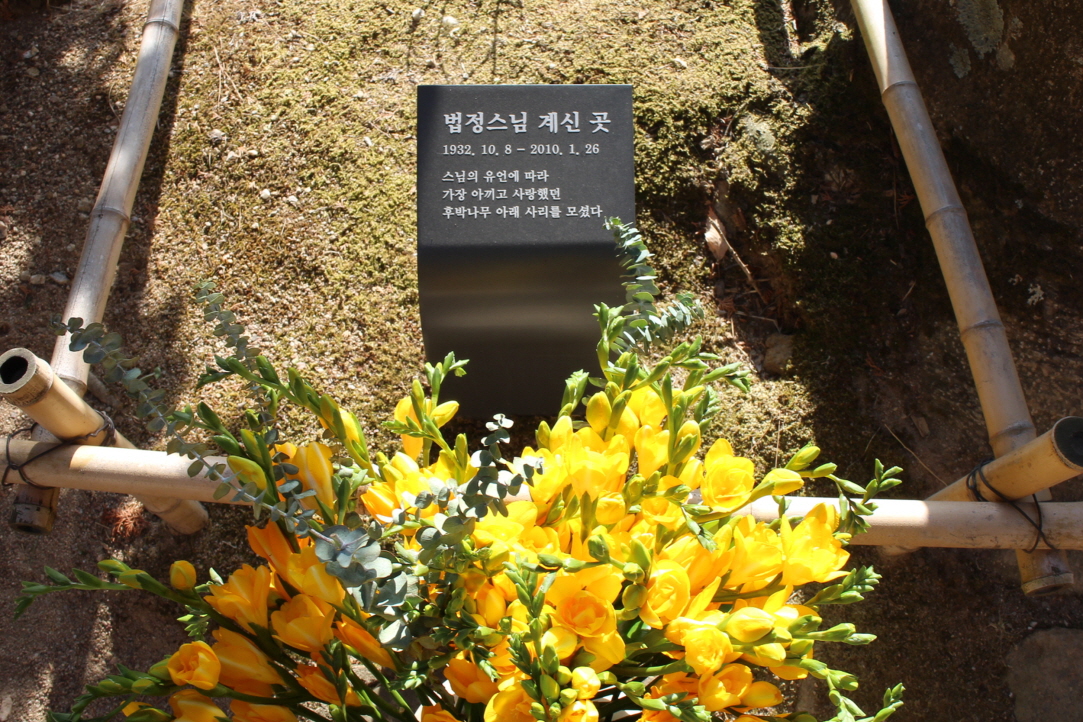 법정스님 계신 곳
1932. 10. 8 - 2010. 1. 26
스님의 유언에 따라
가장 아끼고 사랑했던
후박나무 아래 사리를 모셨다